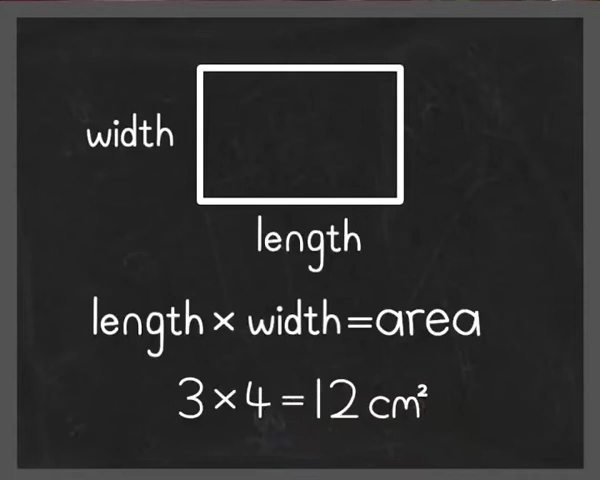 width
length
length × width = area
3 × 4 = 12 cm²